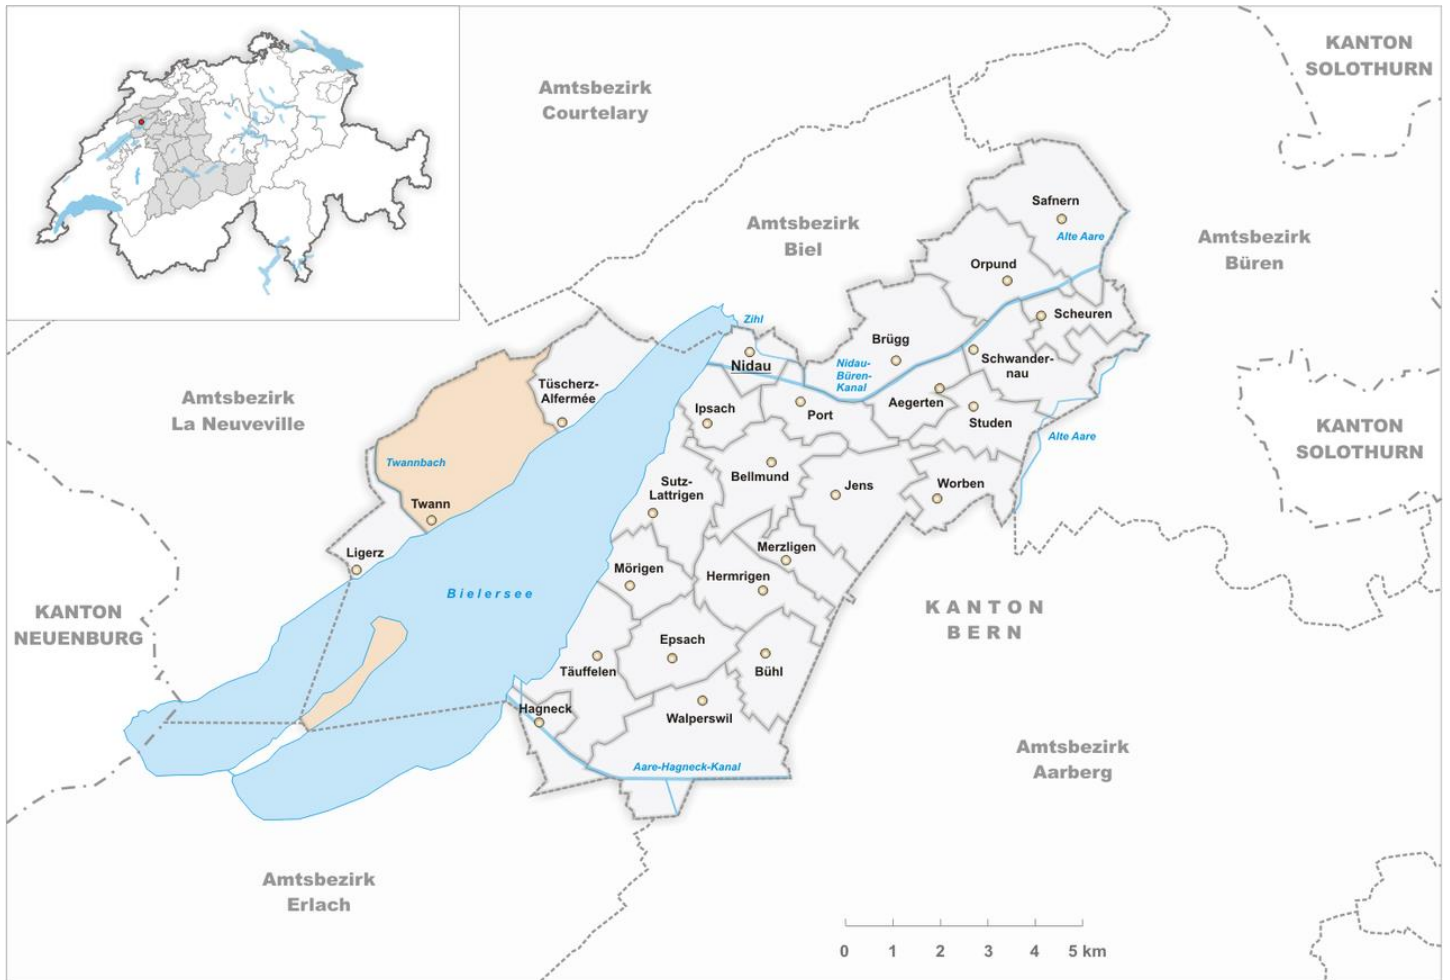 KANTON
SOLOTHURN
Amtsbezirk
Courtelary
Safnern
Amtsbezirk
Biel
Alte Aare
Amtsbezirk
Büren
Orpund
Zihl
Scheuren
Brügg
Nidau
Nidau-
Büren-
Kanal
Schwander-
nau
Tüscherz-
Alfermée
Amtsbezirk
La Neuveville
Ipsach
Port
Aegerten
Studen
KANTON
SOLOTHURN
Alte Aare
Twannbach
Bellmund
Sutz-
Lattrigen
Jens
Worben
Twann
Ligerz
Merzligen
Mörigen
Hermrigen
Bielersee
KANTON
NEUENBURG
KANTON
BERN
Epsach
Täuffelen
Bühl
Hagneck
Walperswil
Aare-Hagneck-Kanal
Amtsbezirk
Aarberg
Amtsbezirk
Erlach
0 1 2 3 4 5 km